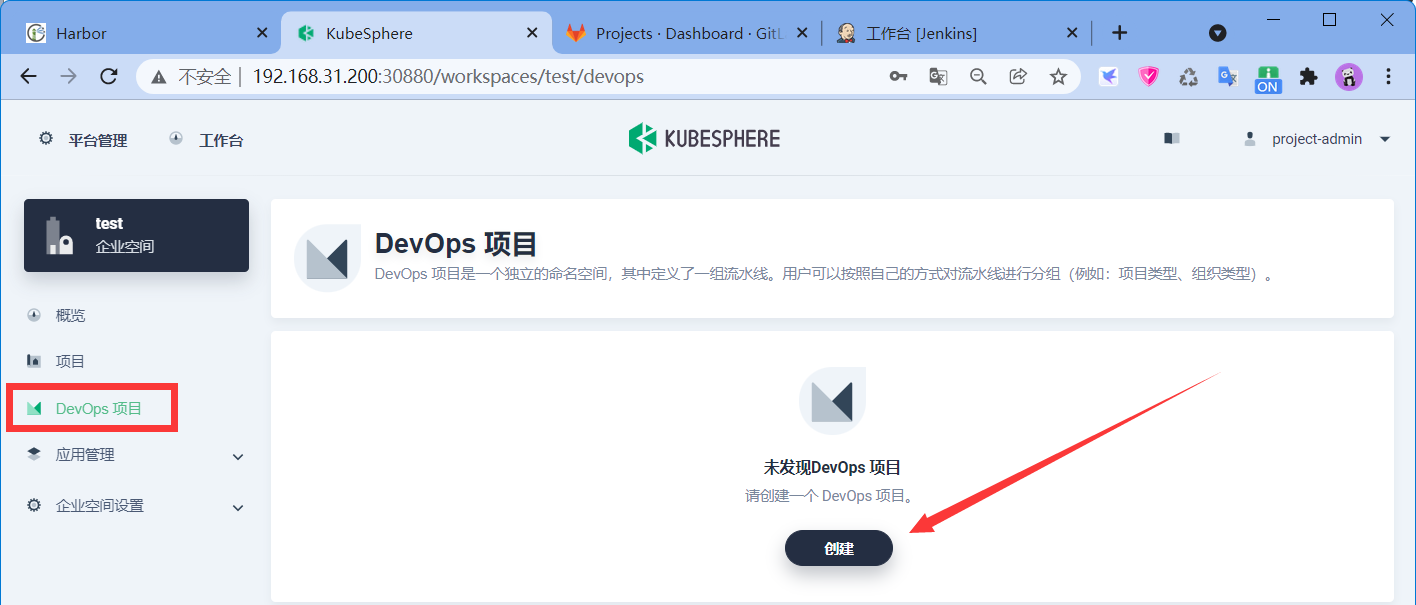 Harbor
KubeSphere
Projects · Dashboard · GitL
工作台 [Jenkins]
不安全 | 192.168.31.200:30880/workspaces/test/devops
ON
平台管理
工作台
KUBESPHERE
project-admin
test
企业空间
概览
项目
DevOps 项目
应用管理
企业空间设置
DevOps 项目
DevOps 项目是一个独立的命名空间，其中定义了一组流水线。用户可以按照自己的方式对流水线进行分组（例如：项目类型、组织类型）。
未发现DevOps 项目
请创建一个 DevOps 项目。
创建